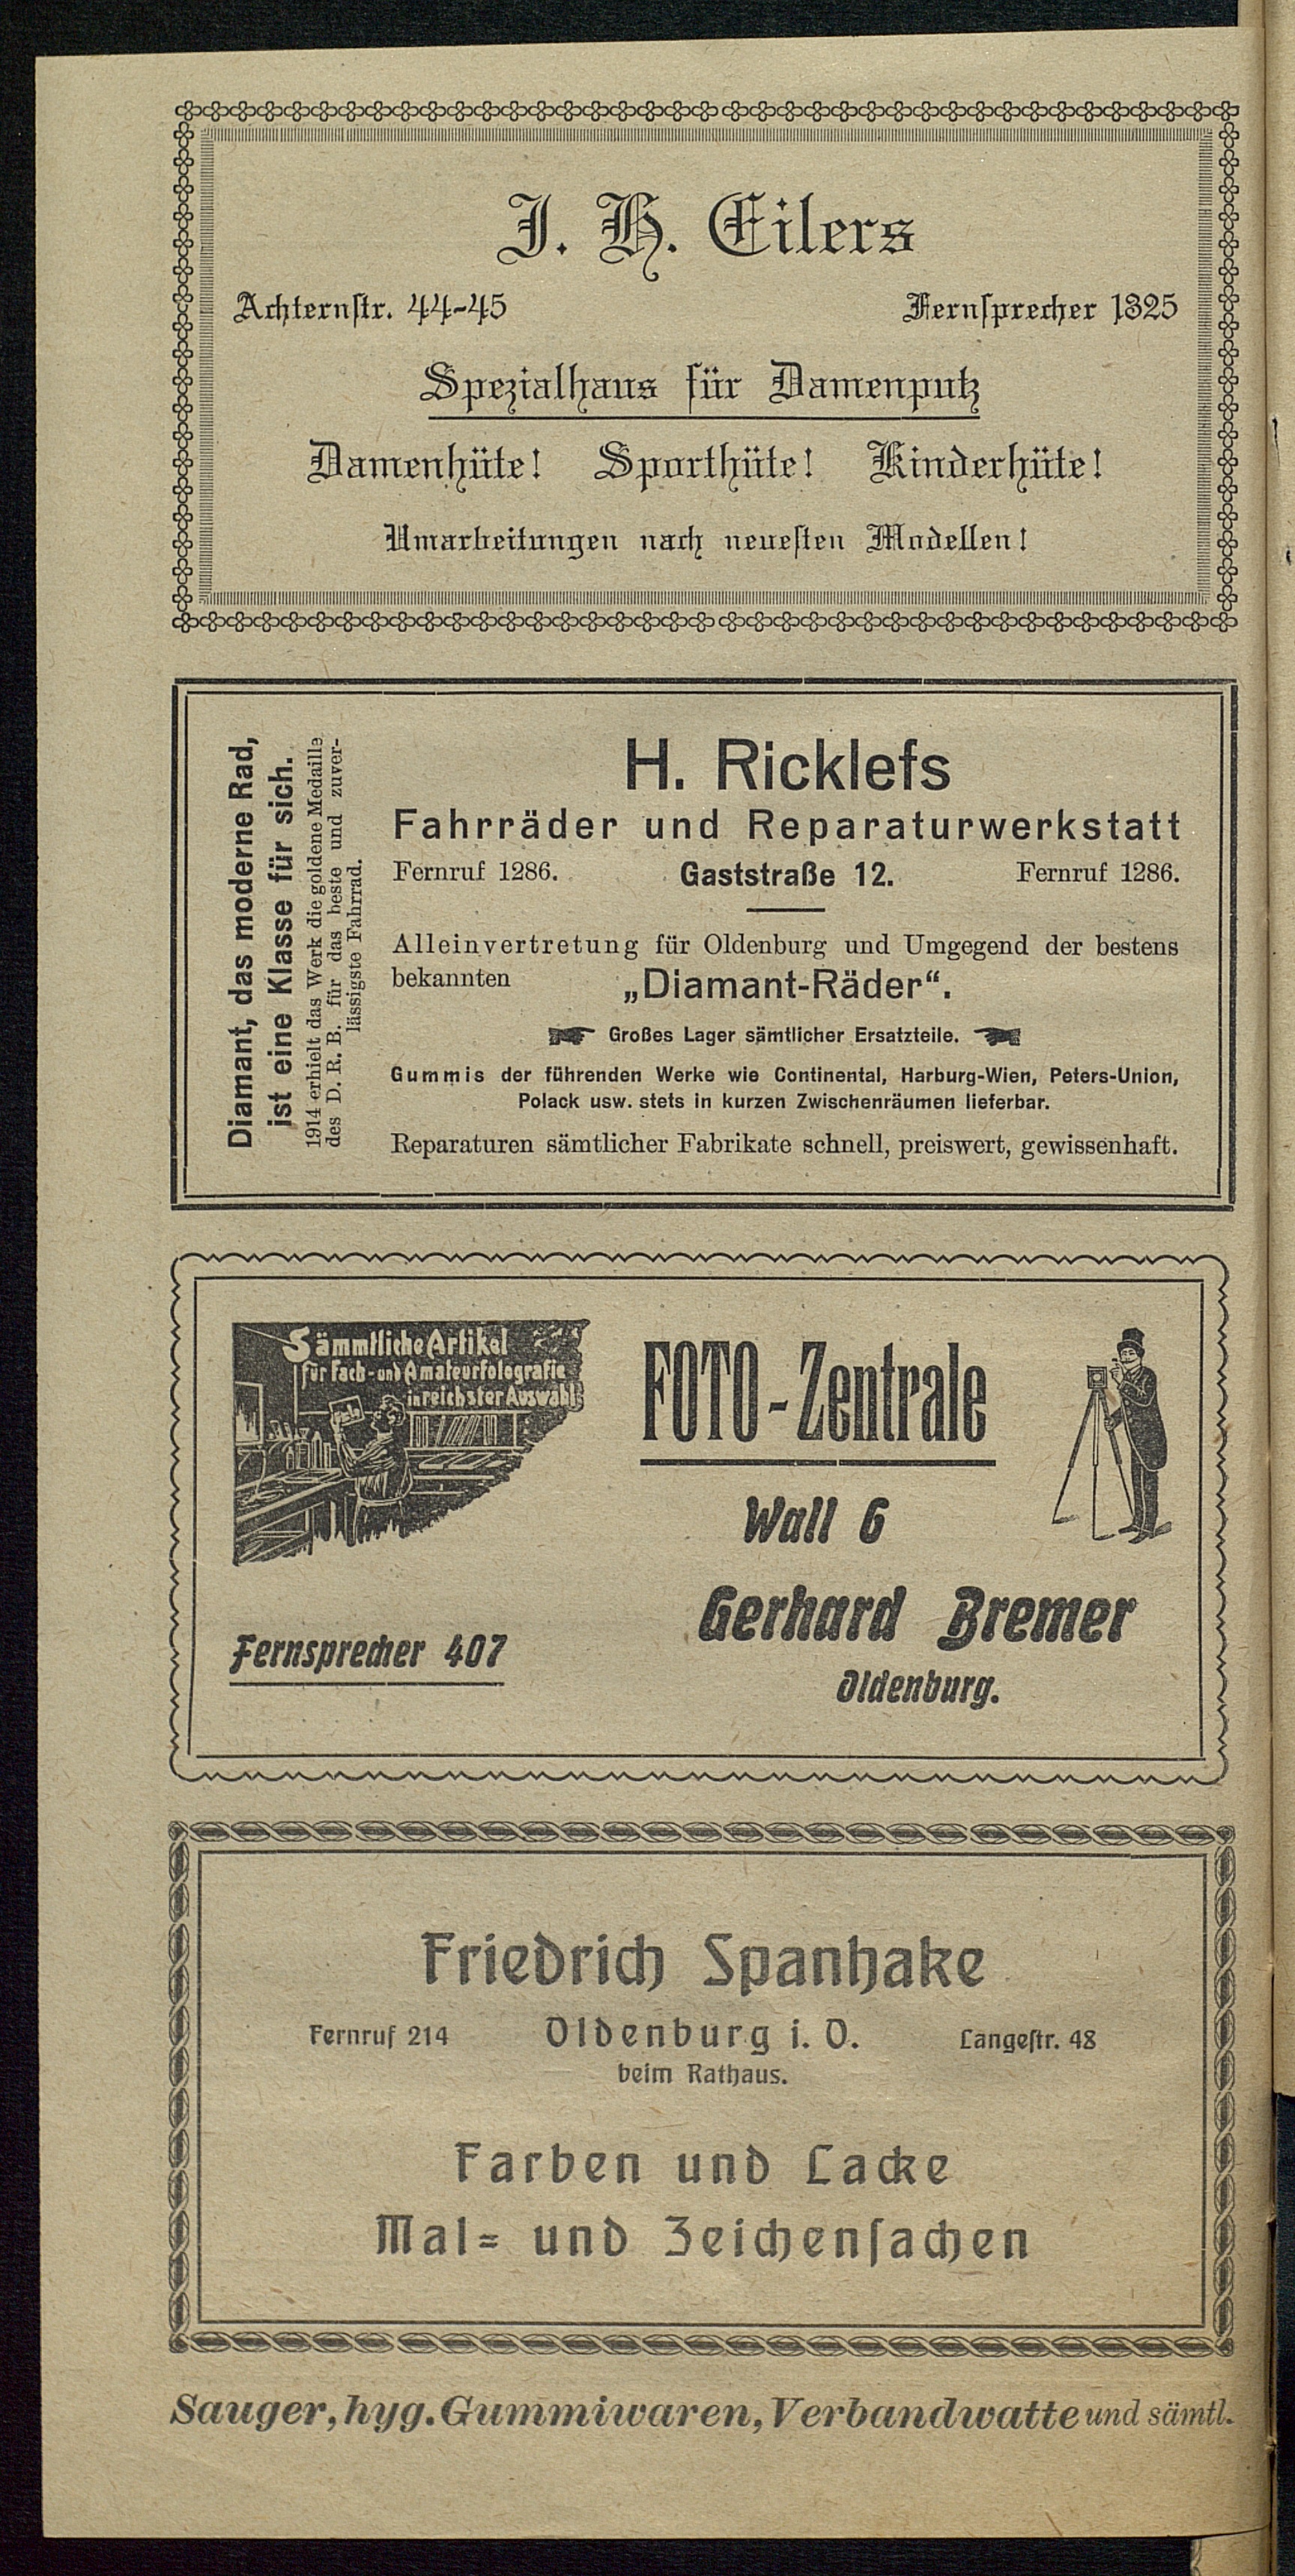 J. H. Eilers
Achternstr. 44-45 Fernsprecher 1325
Spezialhaus für Damenputz
Damenhüte! Sporthüte! Kinderhüte!
Umarbeitungen nach neuesten Modellen!
Diamant, das moderne Rad,
ist eine Klasse für sich.
1914 erhielt das Werk die goldene Medaille
des D. R. B. für das beste und zuver-
lässigste Fahrrad.
H. Ricklefs
Fahrräder und Reparaturwerkstatt
Fernruf 1286. Gaststraße 12. Fernruf 1286.
Alleinvertretung für Oldenburg und Umgegend der bestens
bekannten „Diamant-Räder“.
Großes Lager sämtlicher Ersatzteile.
Gummis der führenden Werke wie Continental, Harburg-Wien, Peters-Union,
Polack usw. stets in kurzen Zwischenräumen lieferbar.
Reparaturen sämtlicher Fabrikate schnell, preiswert, gewissenhaft.
Sämmtliche Artikel
für Fach- und Amateurfotografie
in reichster Auswahl
FOTO-Zentrale
Wall 6
Gerhard Bremer
Fernsprecher 407
Oldenburg.
Friedrich Spanhake
Fernruf 214 Oldenburg i. O. Langestr. 48
beim Rathaus.
Farben und Lacke
Mal= und Zeichensachen
Sauger, hyg. Gummiwaren, Verbandwatte und sämtl.